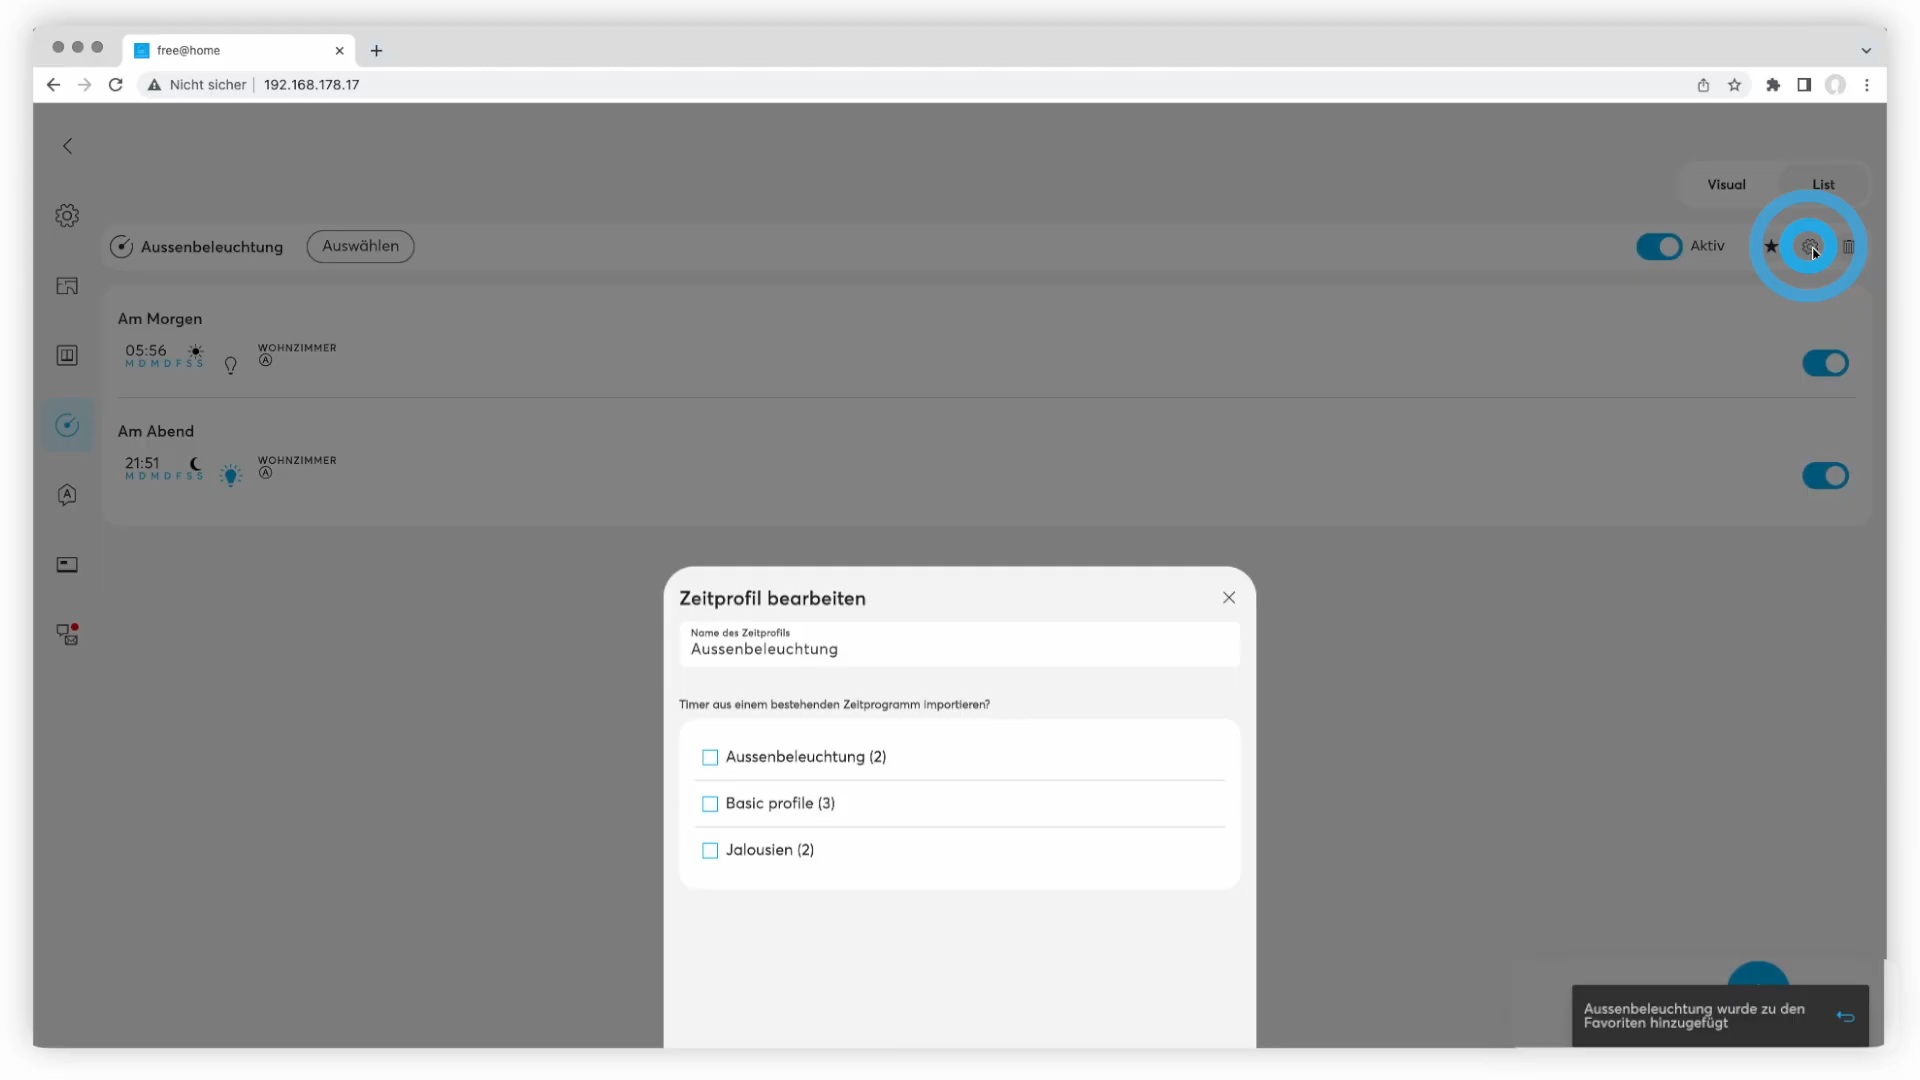 free@home
Nicht sicher | 192.168.178.17
Visual
List
Aussenbeleuchtung
Auswählen
Aktiv
Am Morgen
05:56
M D M D F S S
WOHNZIMMER
A
Am Abend
21:51
M D M D F S S
WOHNZIMMER
A
A
Zeitprofil bearbeiten
Name des Zeitprofils
Aussenbeleuchtung
Timer aus einem bestehenden Zeitprogramm importieren?
Aussenbeleuchtung (2)
Basic profile (3)
Jalousien (2)
Aussenbeleuchtung wurde zu den
Favoriten hinzugefügt